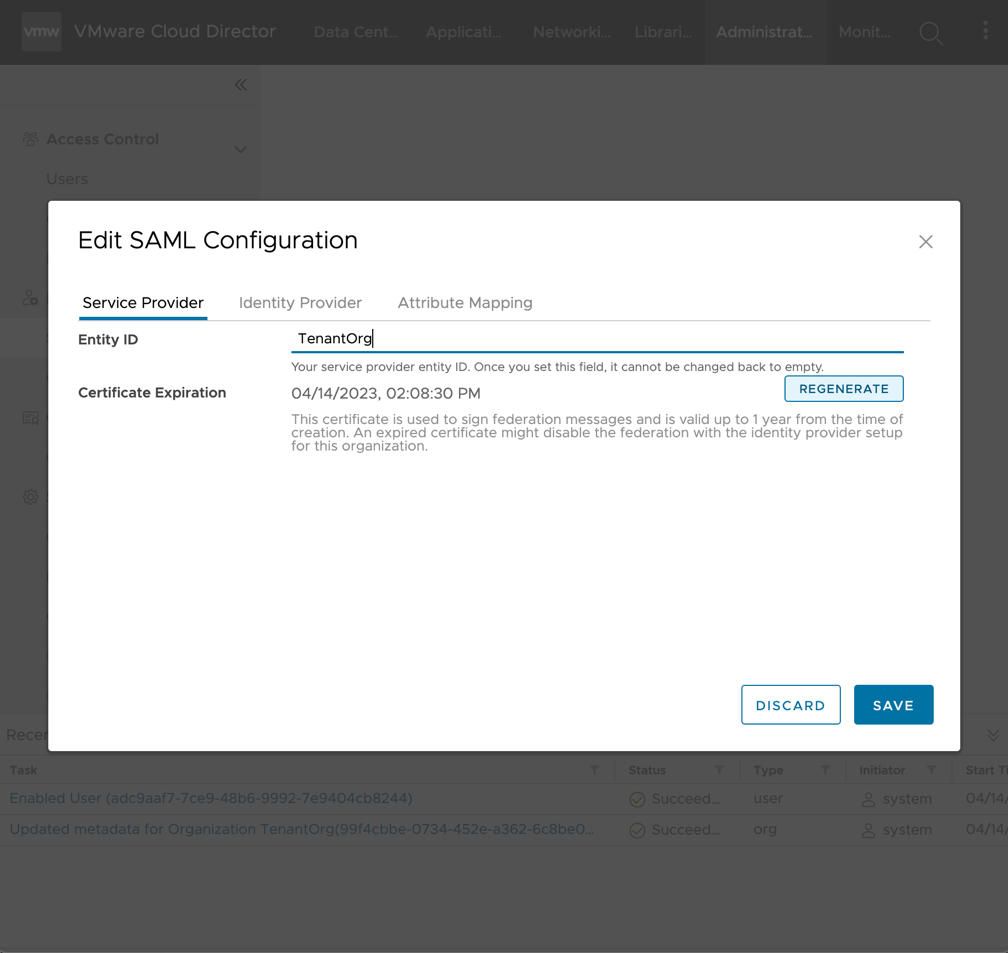 vmw VMware Cloud Director Data Cent... Applicati... Networki... Librari... Administrat... Monit...
Access Control
Users
Edit SAML Configuration
Service Provider Identity Provider Attribute Mapping
Entity ID TenantOrg
Your service provider entity ID. Once you set this field, it cannot be changed back to empty.
Certificate Expiration 04/14/2023, 02:08:30 PM REGENERATE
This certificate is used to sign federation messages and is valid up to 1 year from the time of
creation. An expired certificate might disable the federation with the identity provider setup
for this organization.
DISCARD SAVE
Recen
Task Status Type Initiator Start Ti
Enabled User (adc9aaf7-7ce9-48b6-9992-7e9404cb8244) Succeed... user system 04/14/
Updated metadata for Organization TenantOrg(99f4cbbe-0734-452e-a362-6c8be0... Succeed... org system 04/14/